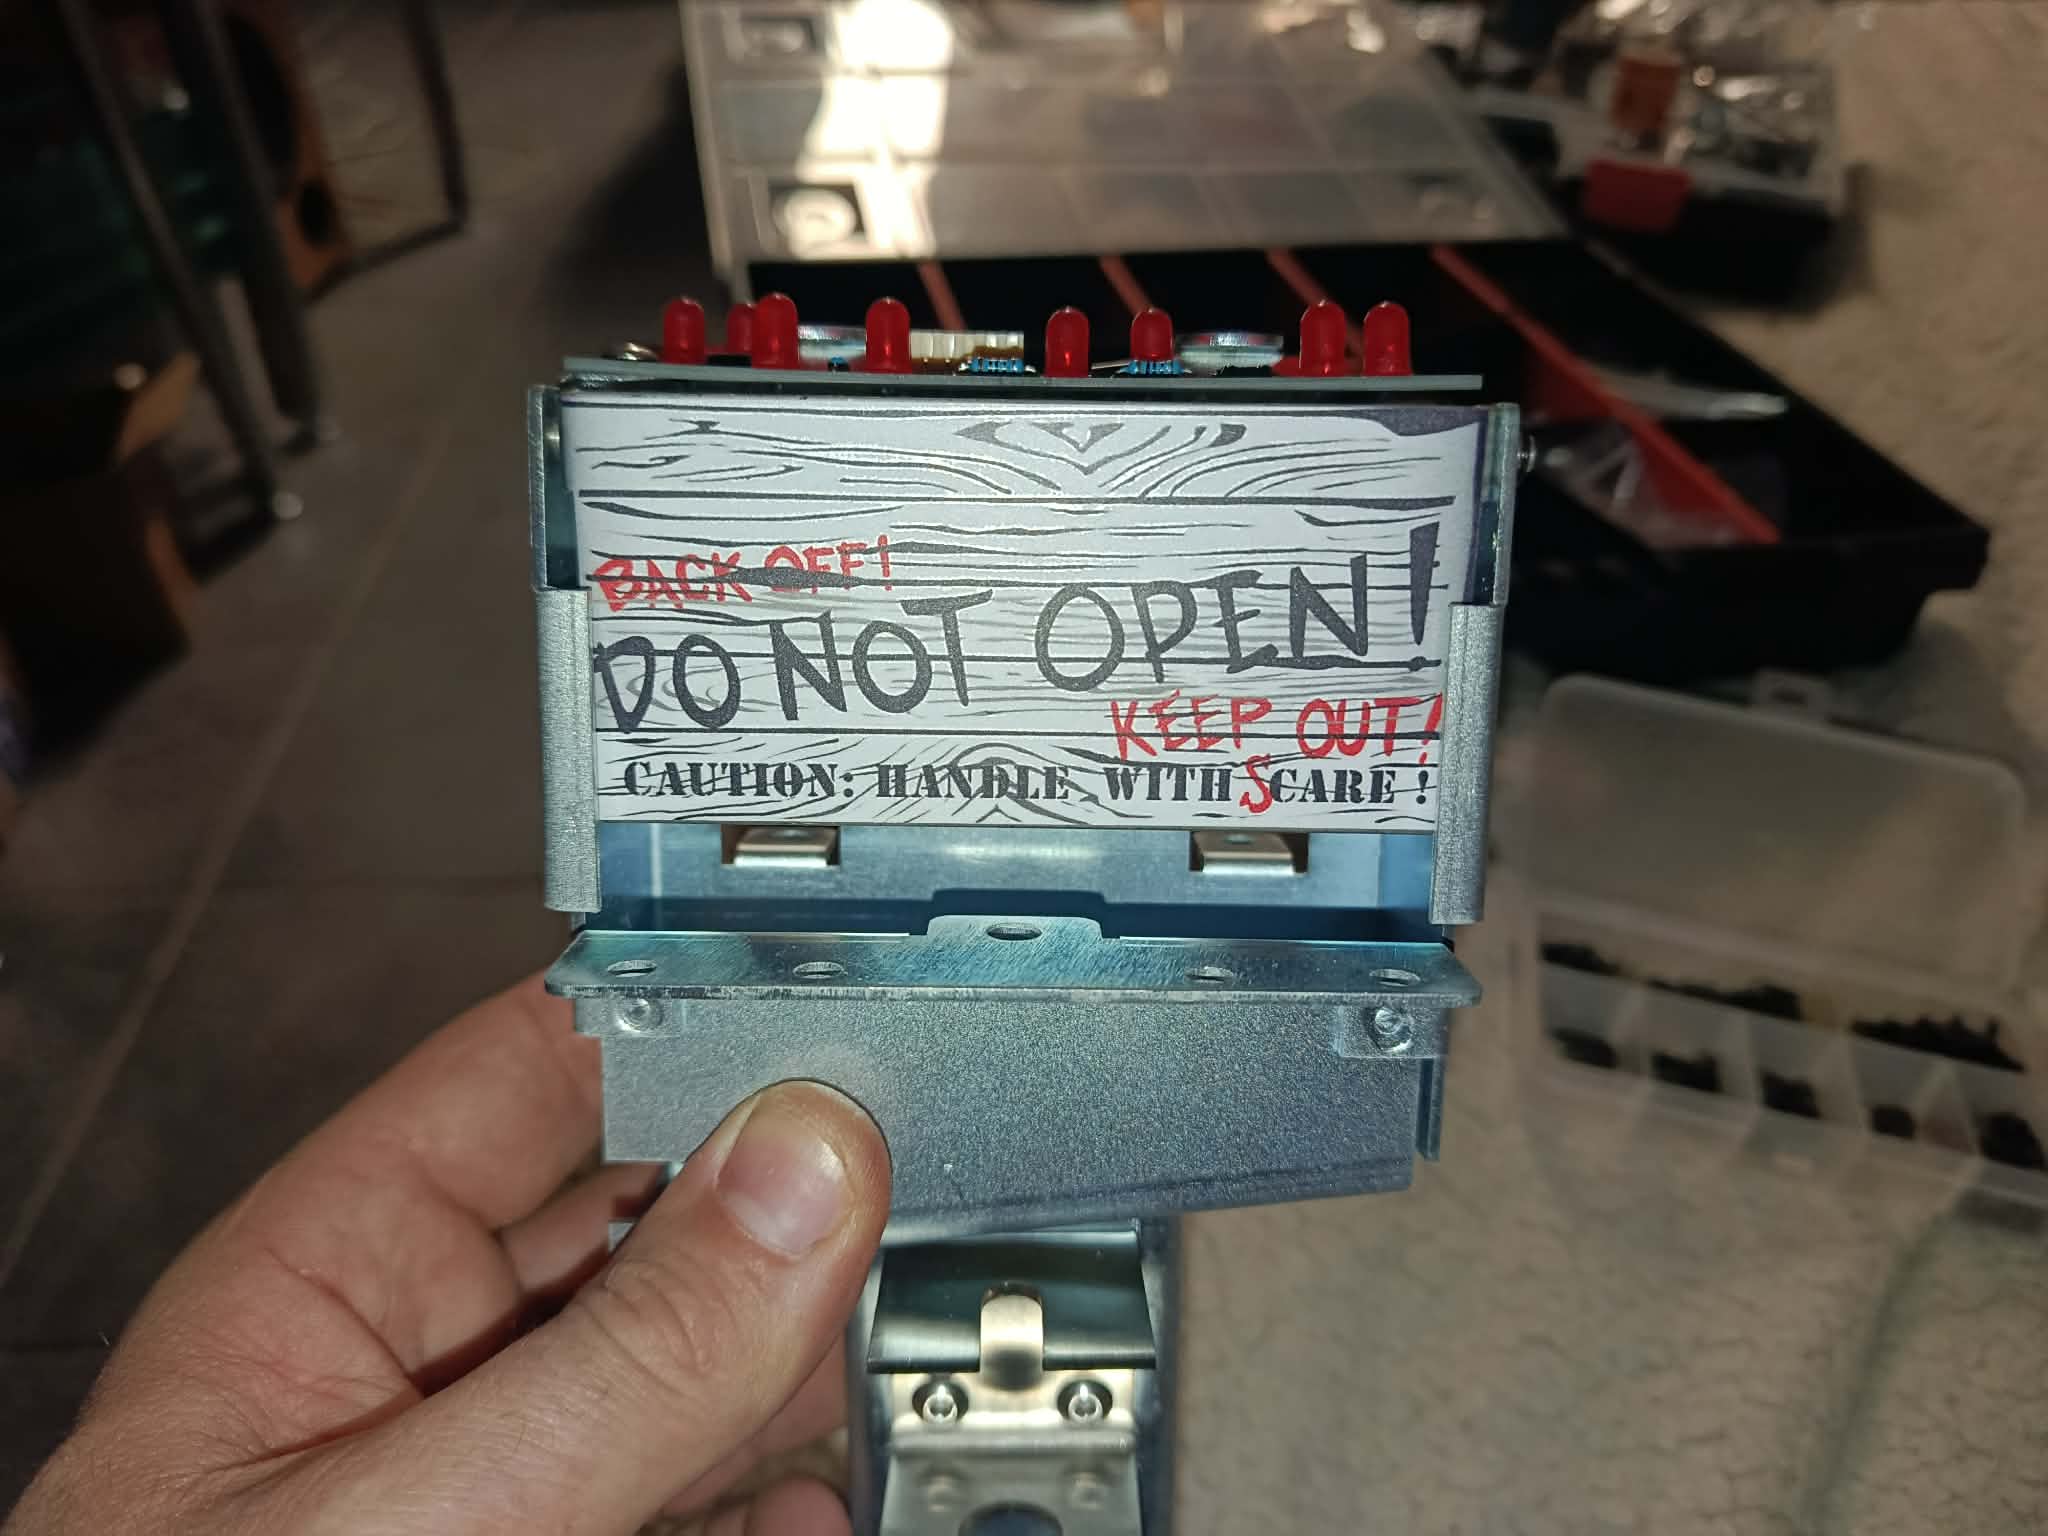 BACK OFF!
DO NOT OPEN!
KEEP OUT!
CAUTION: HANDLE WITH SCARE !